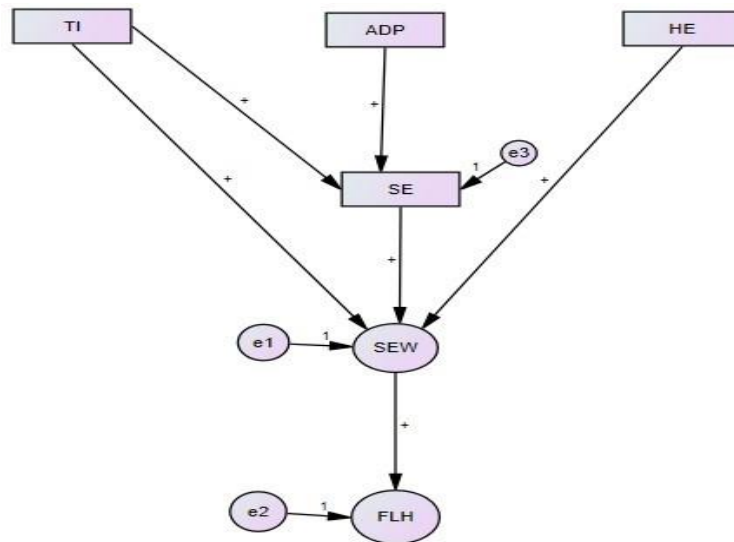 TI
ADP
HE
+
+
1
e3
+
+
SE
+
e1
1
SEW
+
e2
1
FLH